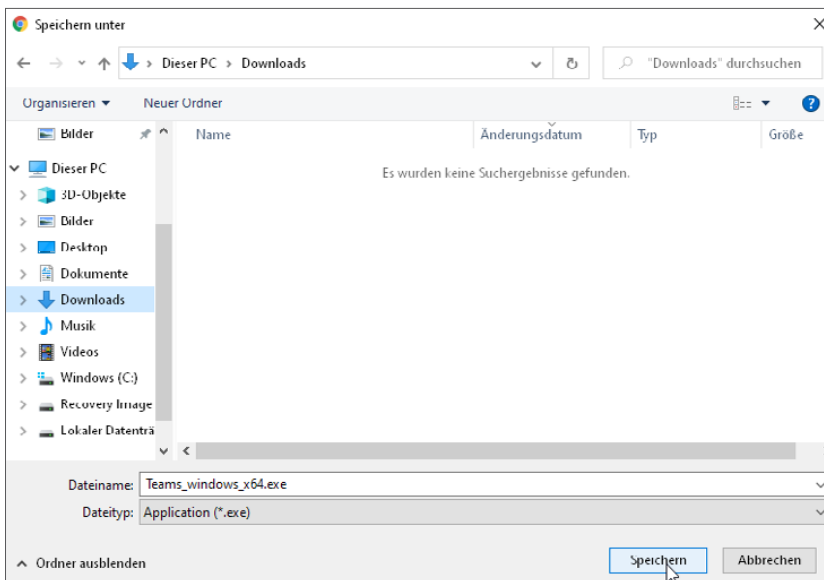 Speichern unter
Dieser PC > Downloads
"Downloads" durchsuchen
Organisieren
Neuer Ordner
Bilder
Name
Änderungsdatum
Typ
Größe
Dieser PC
Es wurden keine Suchergebnisse gefunden.
3D-Objekte
Bilder
Desktop
Dokumente
Downloads
Musik
Videos
Windows (C:)
Recovery Image
Lokaler Datenträ
Dateiname: Teams_windows_x64.exe
Dateityp: Application (*.exe)
Ordner ausblenden
Speichern
Abbrechen